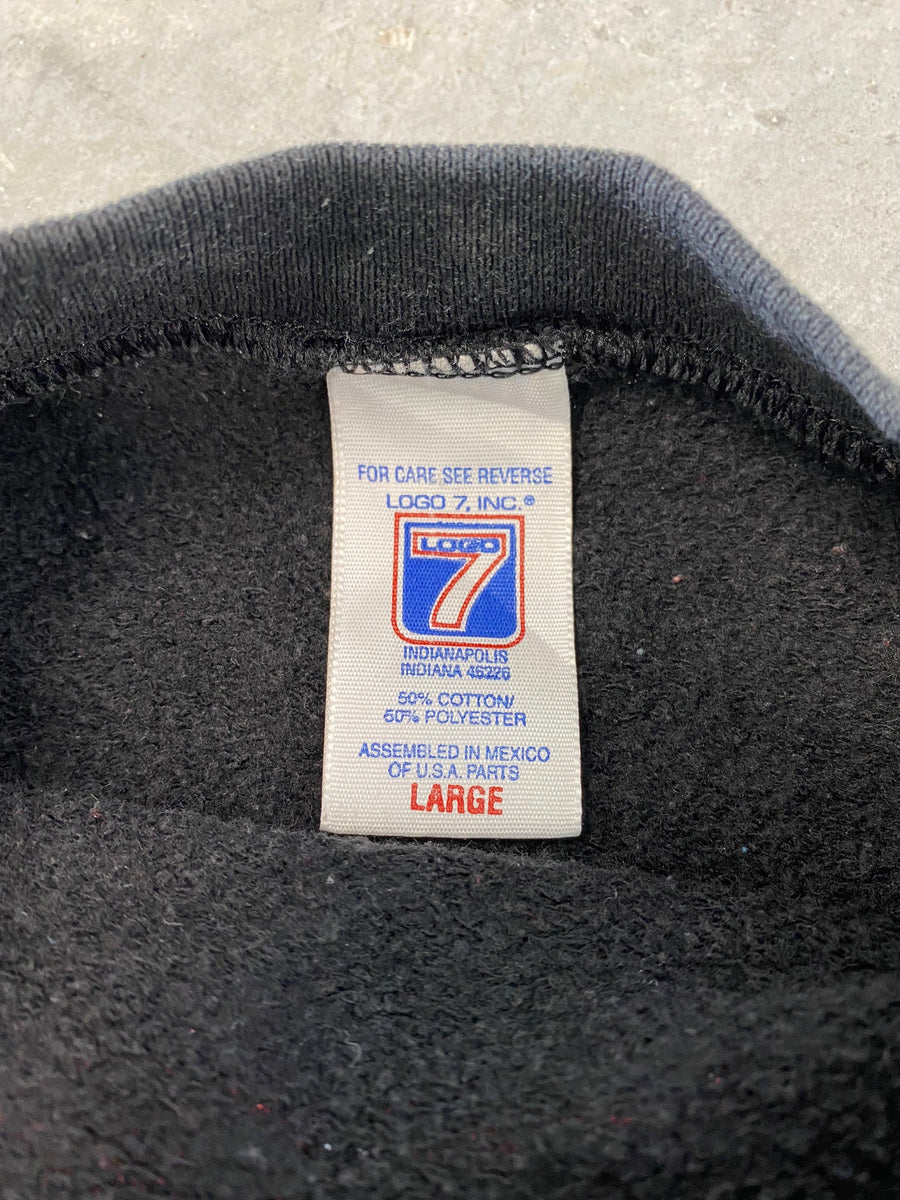 FOR CARE SEE REVERSE
LOGO 7, INC.®
LOGO
7
INDIANAPOLIS
INDIANA 46226
50% COTTON/
50% POLYESTER
ASSEMBLED IN MEXICO
OF U.S.A. PARTS
LARGE